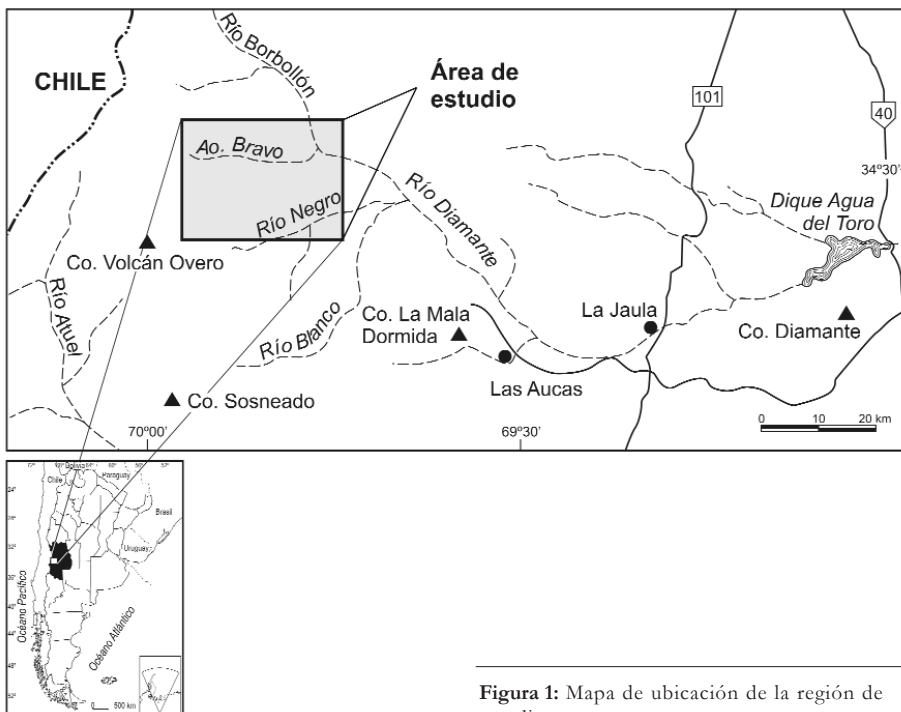 Río Borbollón
CHILE
Área de
estudio
101
40
Ao. Bravo
34º30'
Río Diamante
Dique Agua
del Toro
Río Negro
Co. Volcán Overo
Río Atuel
Río Blanco
Co. La Mala
Dormida
La Jaula
Co. Diamante
Las Aucas
Co. Sosneado
0 10 20 km
70º00'
69º30'
Bolivia
Chile
Paraguay
Brasil
Uruguay
Océano Pacífico
Océano Atlántico
0 500 km
Figura 1: Mapa de ubicación de la región de